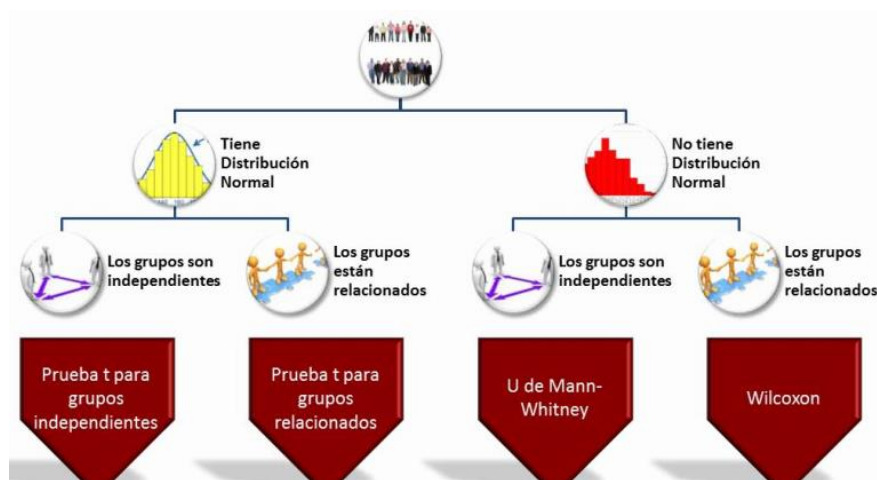 Tiene
Distribución
Normal
No tiene
Distribución
Normal
Los grupos son
independientes
Los grupos
están
relacionados
Los grupos son
independientes
Los grupos
están
relacionados
Prueba t para
grupos
independientes
Prueba t para
grupos
relacionados
U de Mann-
Whitney
Wilcoxon